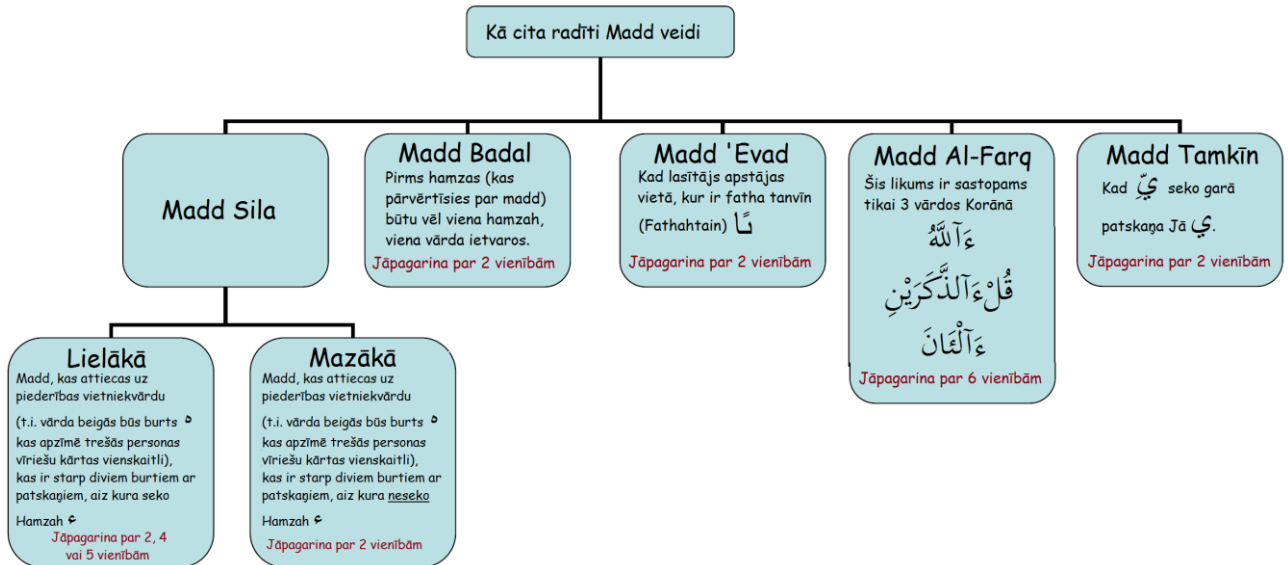 Kā cita radīti Madd veidi
Madd Sila
Madd Badal
Pirms hamzas (kas
pārvērtīsies par madd)
būtu vēl viena hamzah,
viena vārda ietvaros.
Jāpagarina par 2 vienībām
Madd 'Evad
Kad lasītājs apstājas
vietā, kur ir fatha tanvīn
(Fathahtain) ـًا
Jāpagarina par 2 vienībām
Madd Al-Farq
Šis likums ir sastopams
tikai 3 vārdos Korānā
ءَآللَّهُ
قُلْ ءَآلذَّكَرَيْنِ
ءَآلْـَٔانَ
Jāpagarina par 6 vienībām
Madd Tamkīn
Kad يِّ seko garā
patskaņa Jā ي.
Jāpagarina par 2 vienībām
Lielākā
Madd, kas attiecas uz
piederības vietniekvārdu
(t.i. vārda beigās būs burts ه
kas apzīmē trešās personas
vīriešu kārtas vienskaitli),
kas ir starp diviem burtiem ar
patskaņiem, aiz kura seko
Hamzah ء
Jāpagarina par 2, 4
vai 5 vienībām
Mazākā
Madd, kas attiecas uz
piederības vietniekvārdu
(t.i. vārda beigās būs burts ه
kas apzīmē trešās personas
vīriešu kārtas vienskaitli),
kas ir starp diviem burtiem ar
patskaņiem, aiz kura neseko
Hamzah ء
Jāpagarina par 2 vienībām